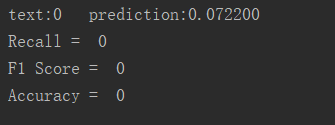 text:0   prediction:0.072200
Recall =  0
F1 Score =  0
Accuracy =  0